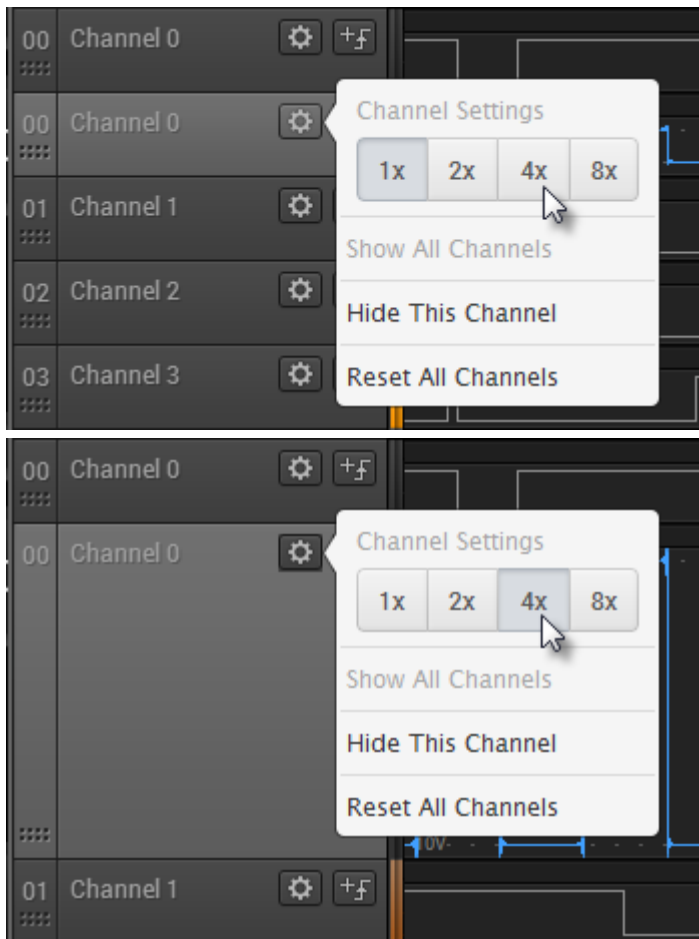 00 Channel 0
00 Channel 0
Channel Settings
1x 2x 4x 8x
01 Channel 1
Show All Channels
02 Channel 2
Hide This Channel
03 Channel 3
Reset All Channels
00 Channel 0
00 Channel 0
Channel Settings
1x 2x 4x 8x
Show All Channels
Hide This Channel
Reset All Channels
10V
01 Channel 1